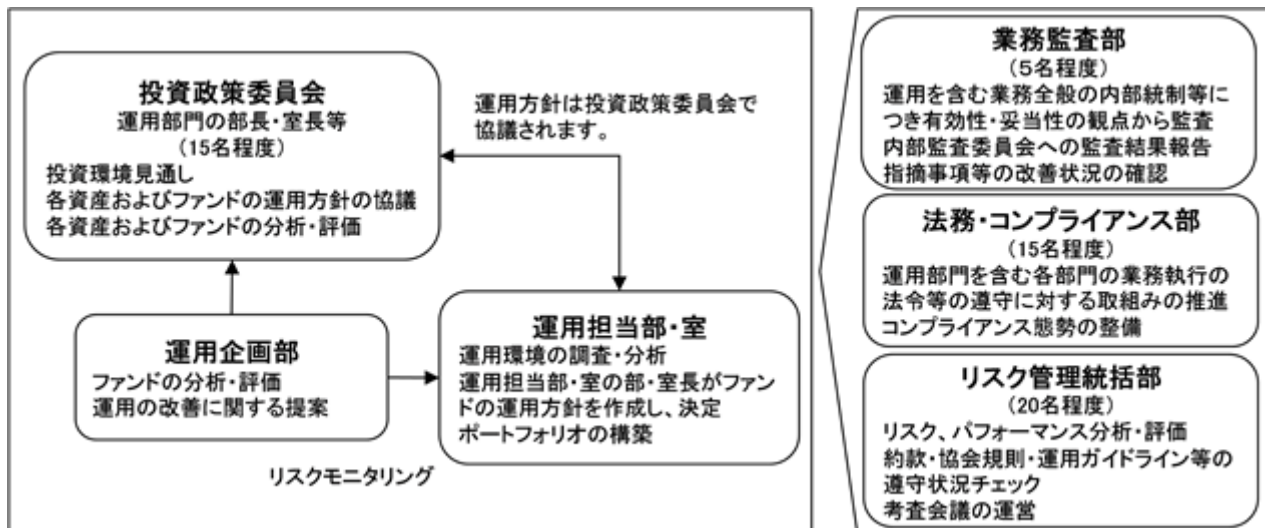 投資政策委員会
運用部門の部長・室長等
(15名程度)
投資環境見通し
各資産およびファンドの運用方針の協議
各資産およびファンドの分析・評価
運用方針は投資政策委員会で
協議されます。
運用企画部
ファンドの分析・評価
運用の改善に関する提案
運用担当部・室
運用環境の調査・分析
運用担当部・室の部・室長がファン
ドの運用方針を作成し、決定
ポートフォリオの構築
リスクモニタリング
業務監査部
(5名程度)
運用を含む業務全般の内部統制等に
つき有効性・妥当性の観点から監査
内部監査委員会への監査結果報告
指摘事項等の改善状況の確認
法務・コンプライアンス部
(15名程度)
運用部門を含む各部門の業務執行の
法令等の遵守に対する取組みの推進
コンプライアンス態勢の整備
リスク管理統括部
(20名程度)
リスク、パフォーマンス分析・評価
約款・協会規則・運用ガイドライン等の
遵守状況チェック
考査会議の運営